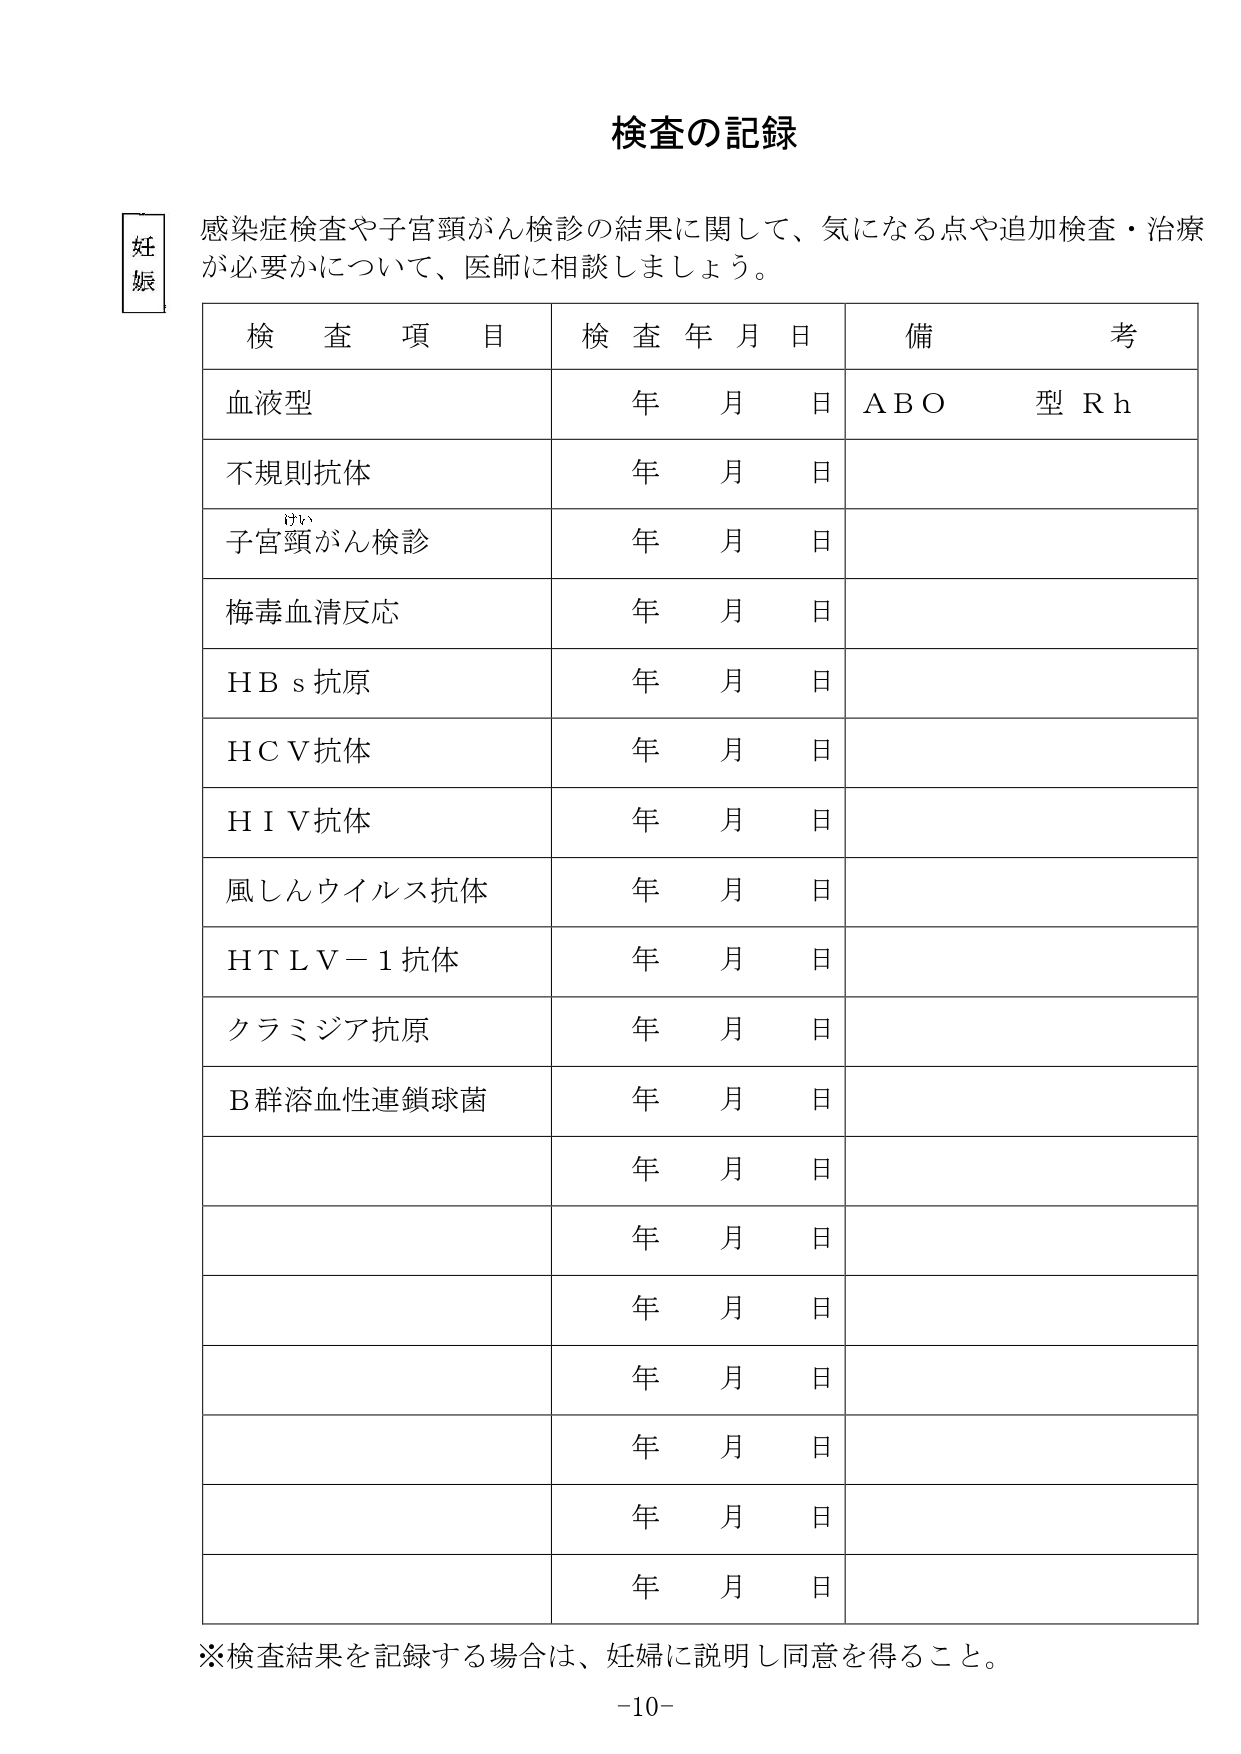 検査の記録
妊娠
感染症検査や子宮頸がん検診の結果に関して、気になる点や追加検査・治療
が必要かについて、医師に相談しましょう。
検査項目 検査年月日 備考
血液型 年 月 日 ＡＢＯ 型 Ｒｈ
不規則抗体 年 月 日
けい
子宮頸がん検診 年 月 日
梅毒血清反応 年 月 日
ＨＢｓ抗原 年 月 日
ＨＣＶ抗体 年 月 日
ＨＩＶ抗体 年 月 日
風しんウイルス抗体 年 月 日
ＨＴＬＶ－１抗体 年 月 日
クラミジア抗原 年 月 日
Ｂ群溶血性連鎖球菌 年 月 日
年 月 日
年 月 日
年 月 日
年 月 日
年 月 日
年 月 日
年 月 日
※検査結果を記録する場合は、妊婦に説明し同意を得ること。
−10−